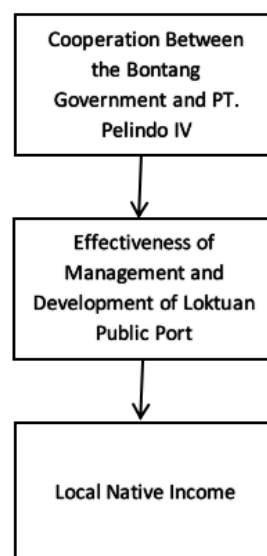 Cooperation Between
the Bontang
Government and PT.
Pelindo IV
Effectiveness of
Management and
Development of Loktuan
Public Port
Local Native Income